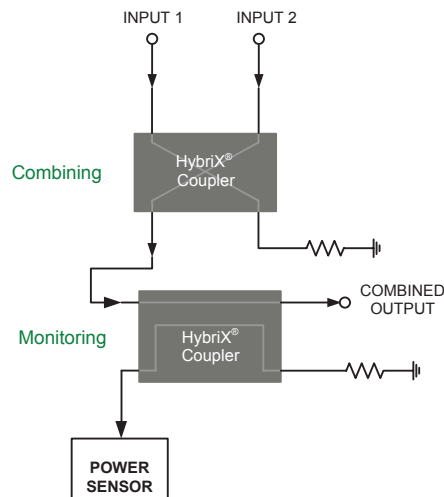 INPUT 1
INPUT 2
Combining
HybriX®
Coupler
COMBINED
OUTPUT
Monitoring
HybriX®
Coupler
POWER
SENSOR